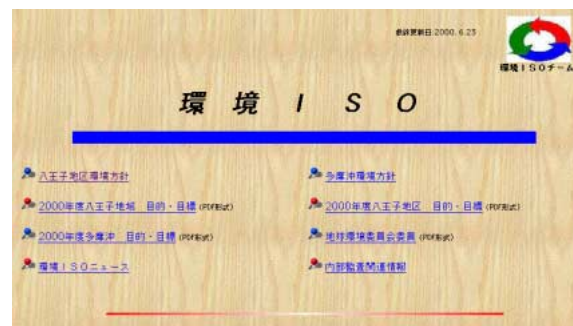 最終更新日:2000.6.23
環境ISOチーム
環境ISO
八王子地区環境方針
多摩沖環境方針
2000年度八王子地域 目的・目標 (PDF形式)
2000年度八王子地区 目的・目標 (PDF形式)
2000年度多摩沖 目的・目標 (PDF形式)
地球環境委員会委員 (PDF形式)
環境ISOニュース
内部監査関連情報